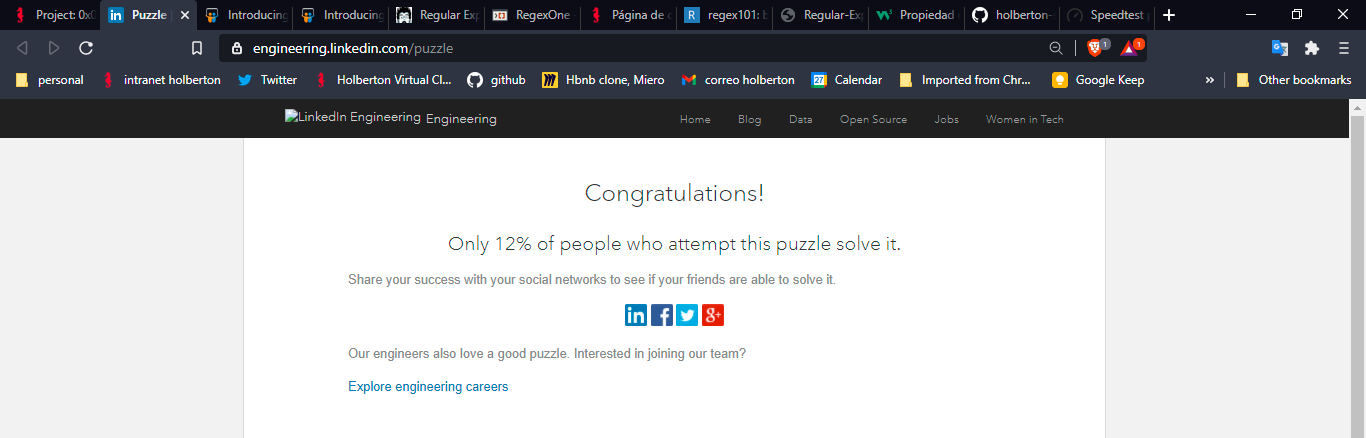 Project: 0x0
Puzzle
Introducing
Introducing
Regular Exp
RegexOne
Página de
regex101: b
Regular-Exp
Propiedad
holberton-
Speedtest
engineering.linkedin.com/puzzle
1
1
personal
intranet holberton
Twitter
Holberton Virtual Cl...
github
Hbnb clone, Miero
correo holberton
27
Calendar
Imported from Chr...
Google Keep
»
Other bookmarks
LinkedIn Engineering Engineering
Home
Blog
Data
Open Source
Jobs
Women in Tech
Congratulations!
Only 12% of people who attempt this puzzle solve it.
Share your success with your social networks to see if your friends are able to solve it.
in f g+
Our engineers also love a good puzzle. Interested in joining our team?
Explore engineering careers